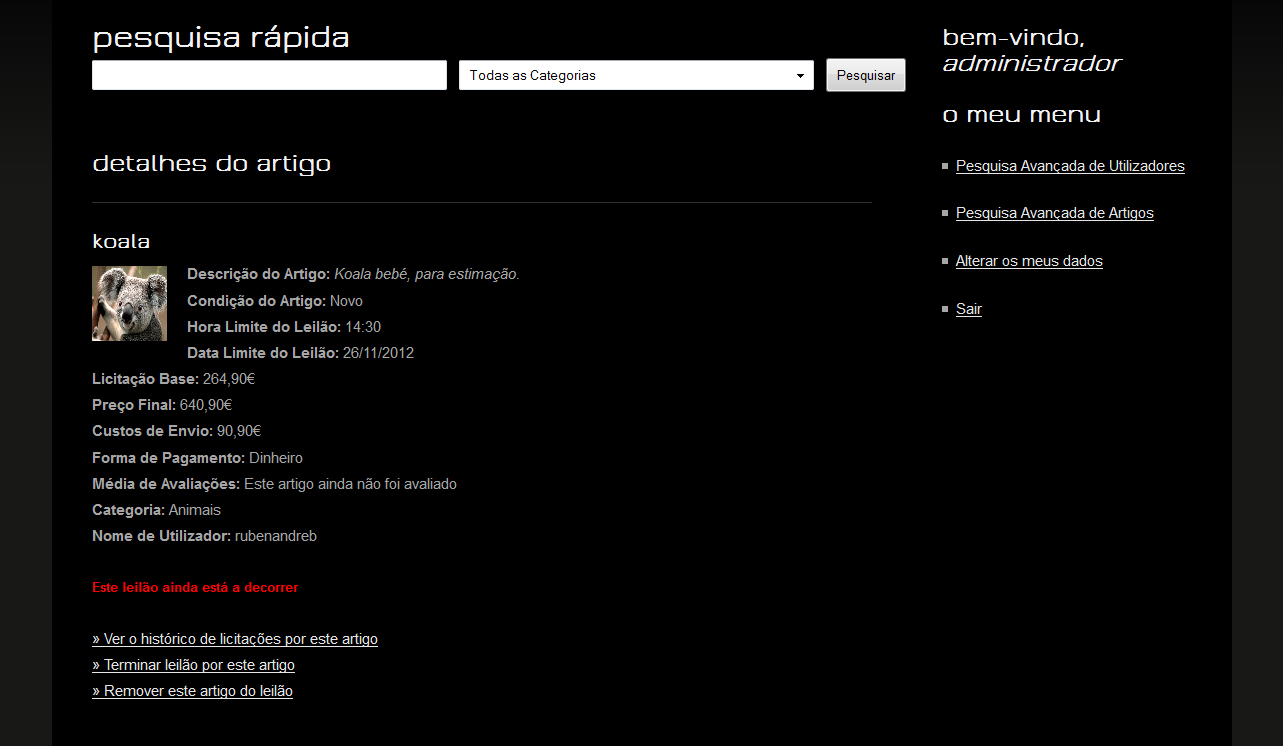 pesquisa rápida
Todas as Categorias
Pesquisar
detalhes do artigo
koala
Descrição do Artigo: Koala bebé, para estimação.
Condição do Artigo: Novo
Hora Limite do Leilão: 14:30
Data Limite do Leilão: 26/11/2012
Licitação Base: 264,90€
Preço Final: 640,90€
Custos de Envio: 90,90€
Forma de Pagamento: Dinheiro
Média de Avaliações: Este artigo ainda não foi avaliado
Categoria: Animais
Nome de Utilizador: rubenandreb
Este leilão ainda está a decorrer
» Ver o histórico de licitações por este artigo
» Terminar leilão por este artigo
» Remover este artigo do leilão
bem-vindo,
administrador
o meu menu
Pesquisa Avançada de Utilizadores
Pesquisa Avançada de Artigos
Alterar os meus dados
Sair